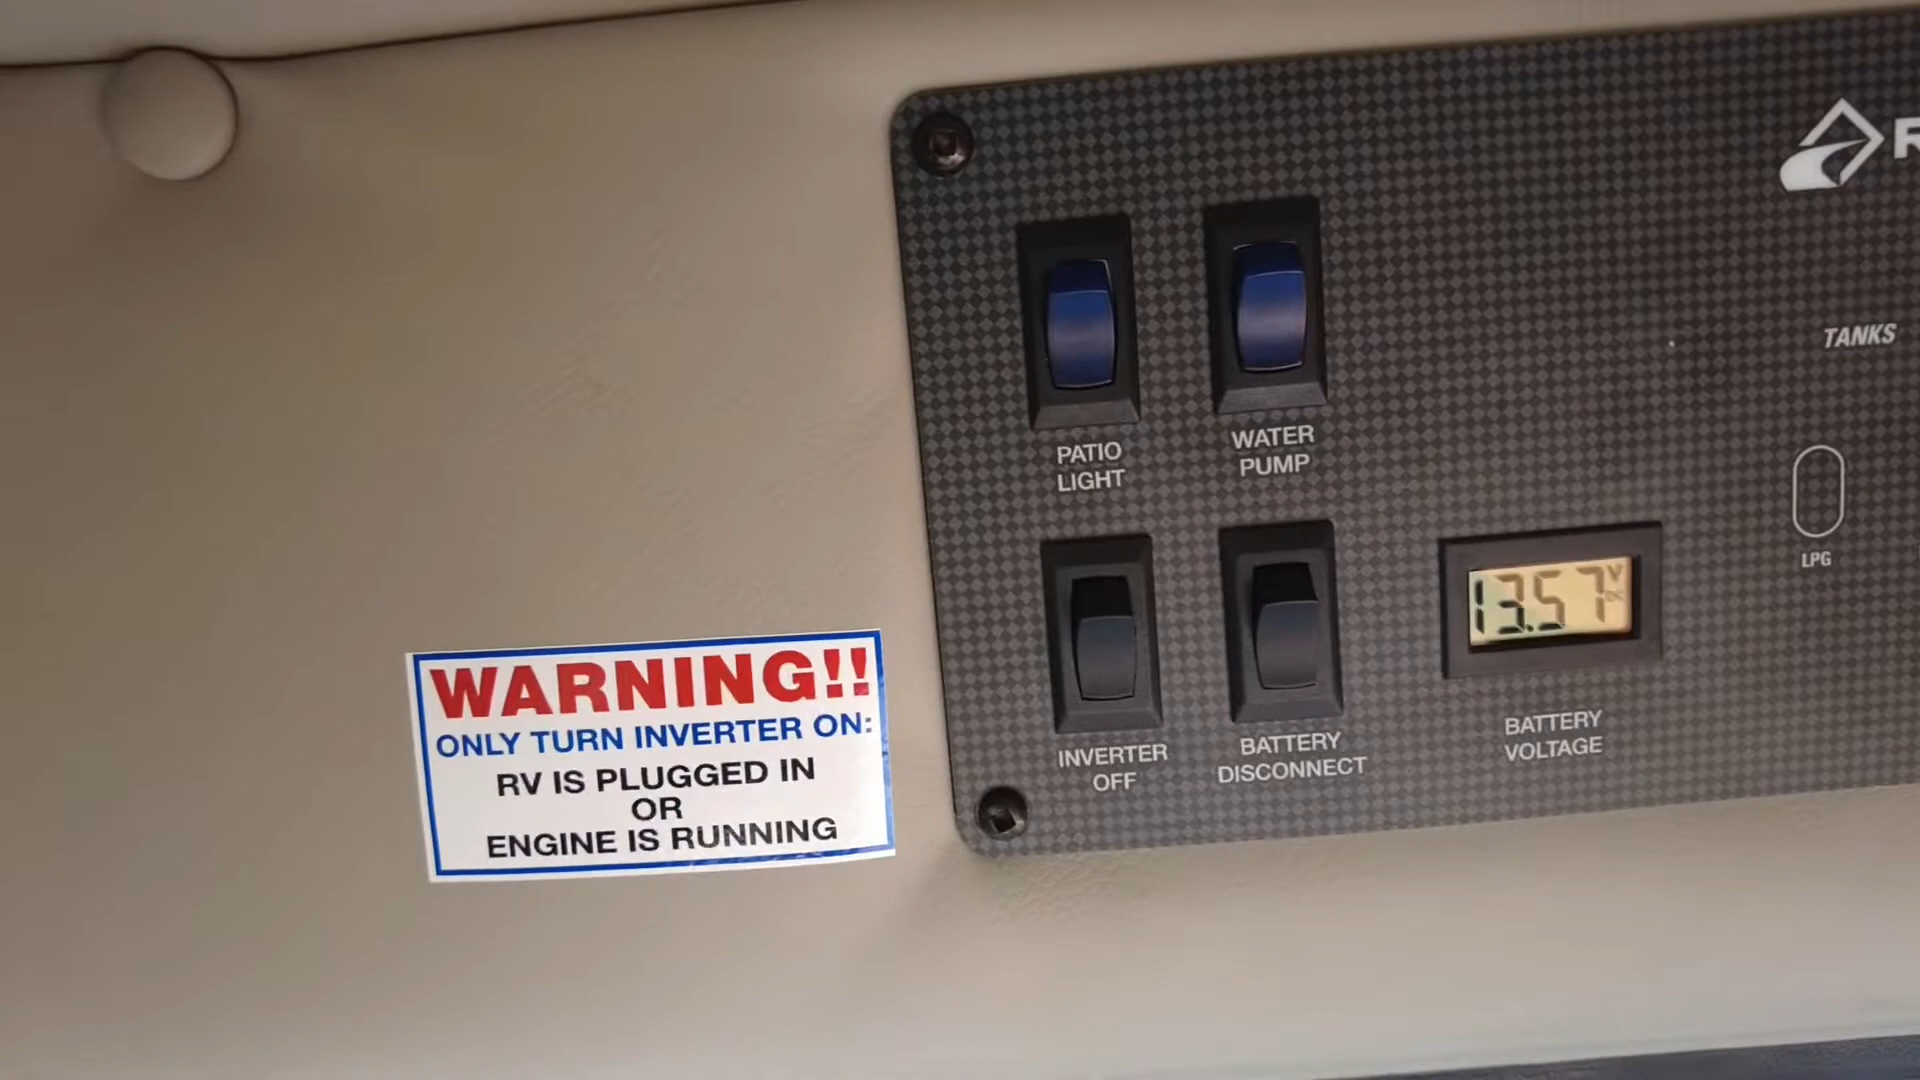 WARNING!!
ONLY TURN INVERTER ON:
RV IS PLUGGED IN
OR
ENGINE IS RUNNING
PATIO
LIGHT
WATER
PUMP
INVERTER
OFF
BATTERY
DISCONNECT
13.57 V
BATTERY
VOLTAGE
R
TANKS
LPG